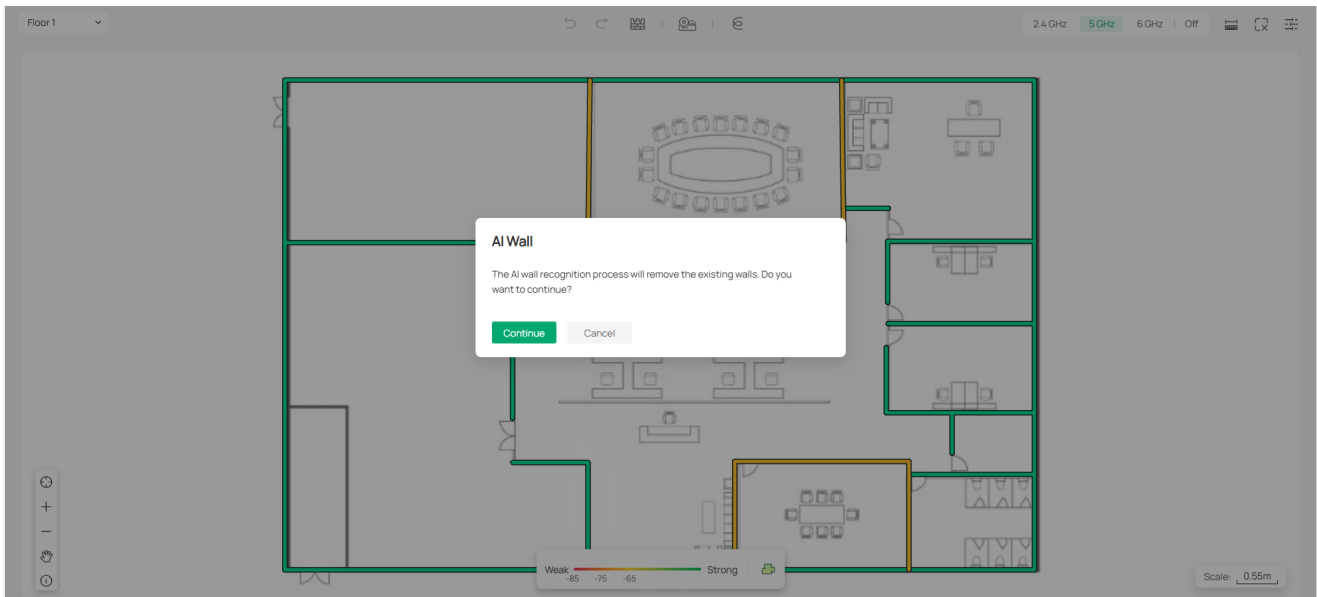 Floor 1
2.4 GHz 5 GHz 6 GHz Off
AI Wall
The AI wall recognition process will remove the existing walls. Do you
want to continue?
Continue Cancel
Weak Strong
-85 -75 -65
Scale: 0.55m